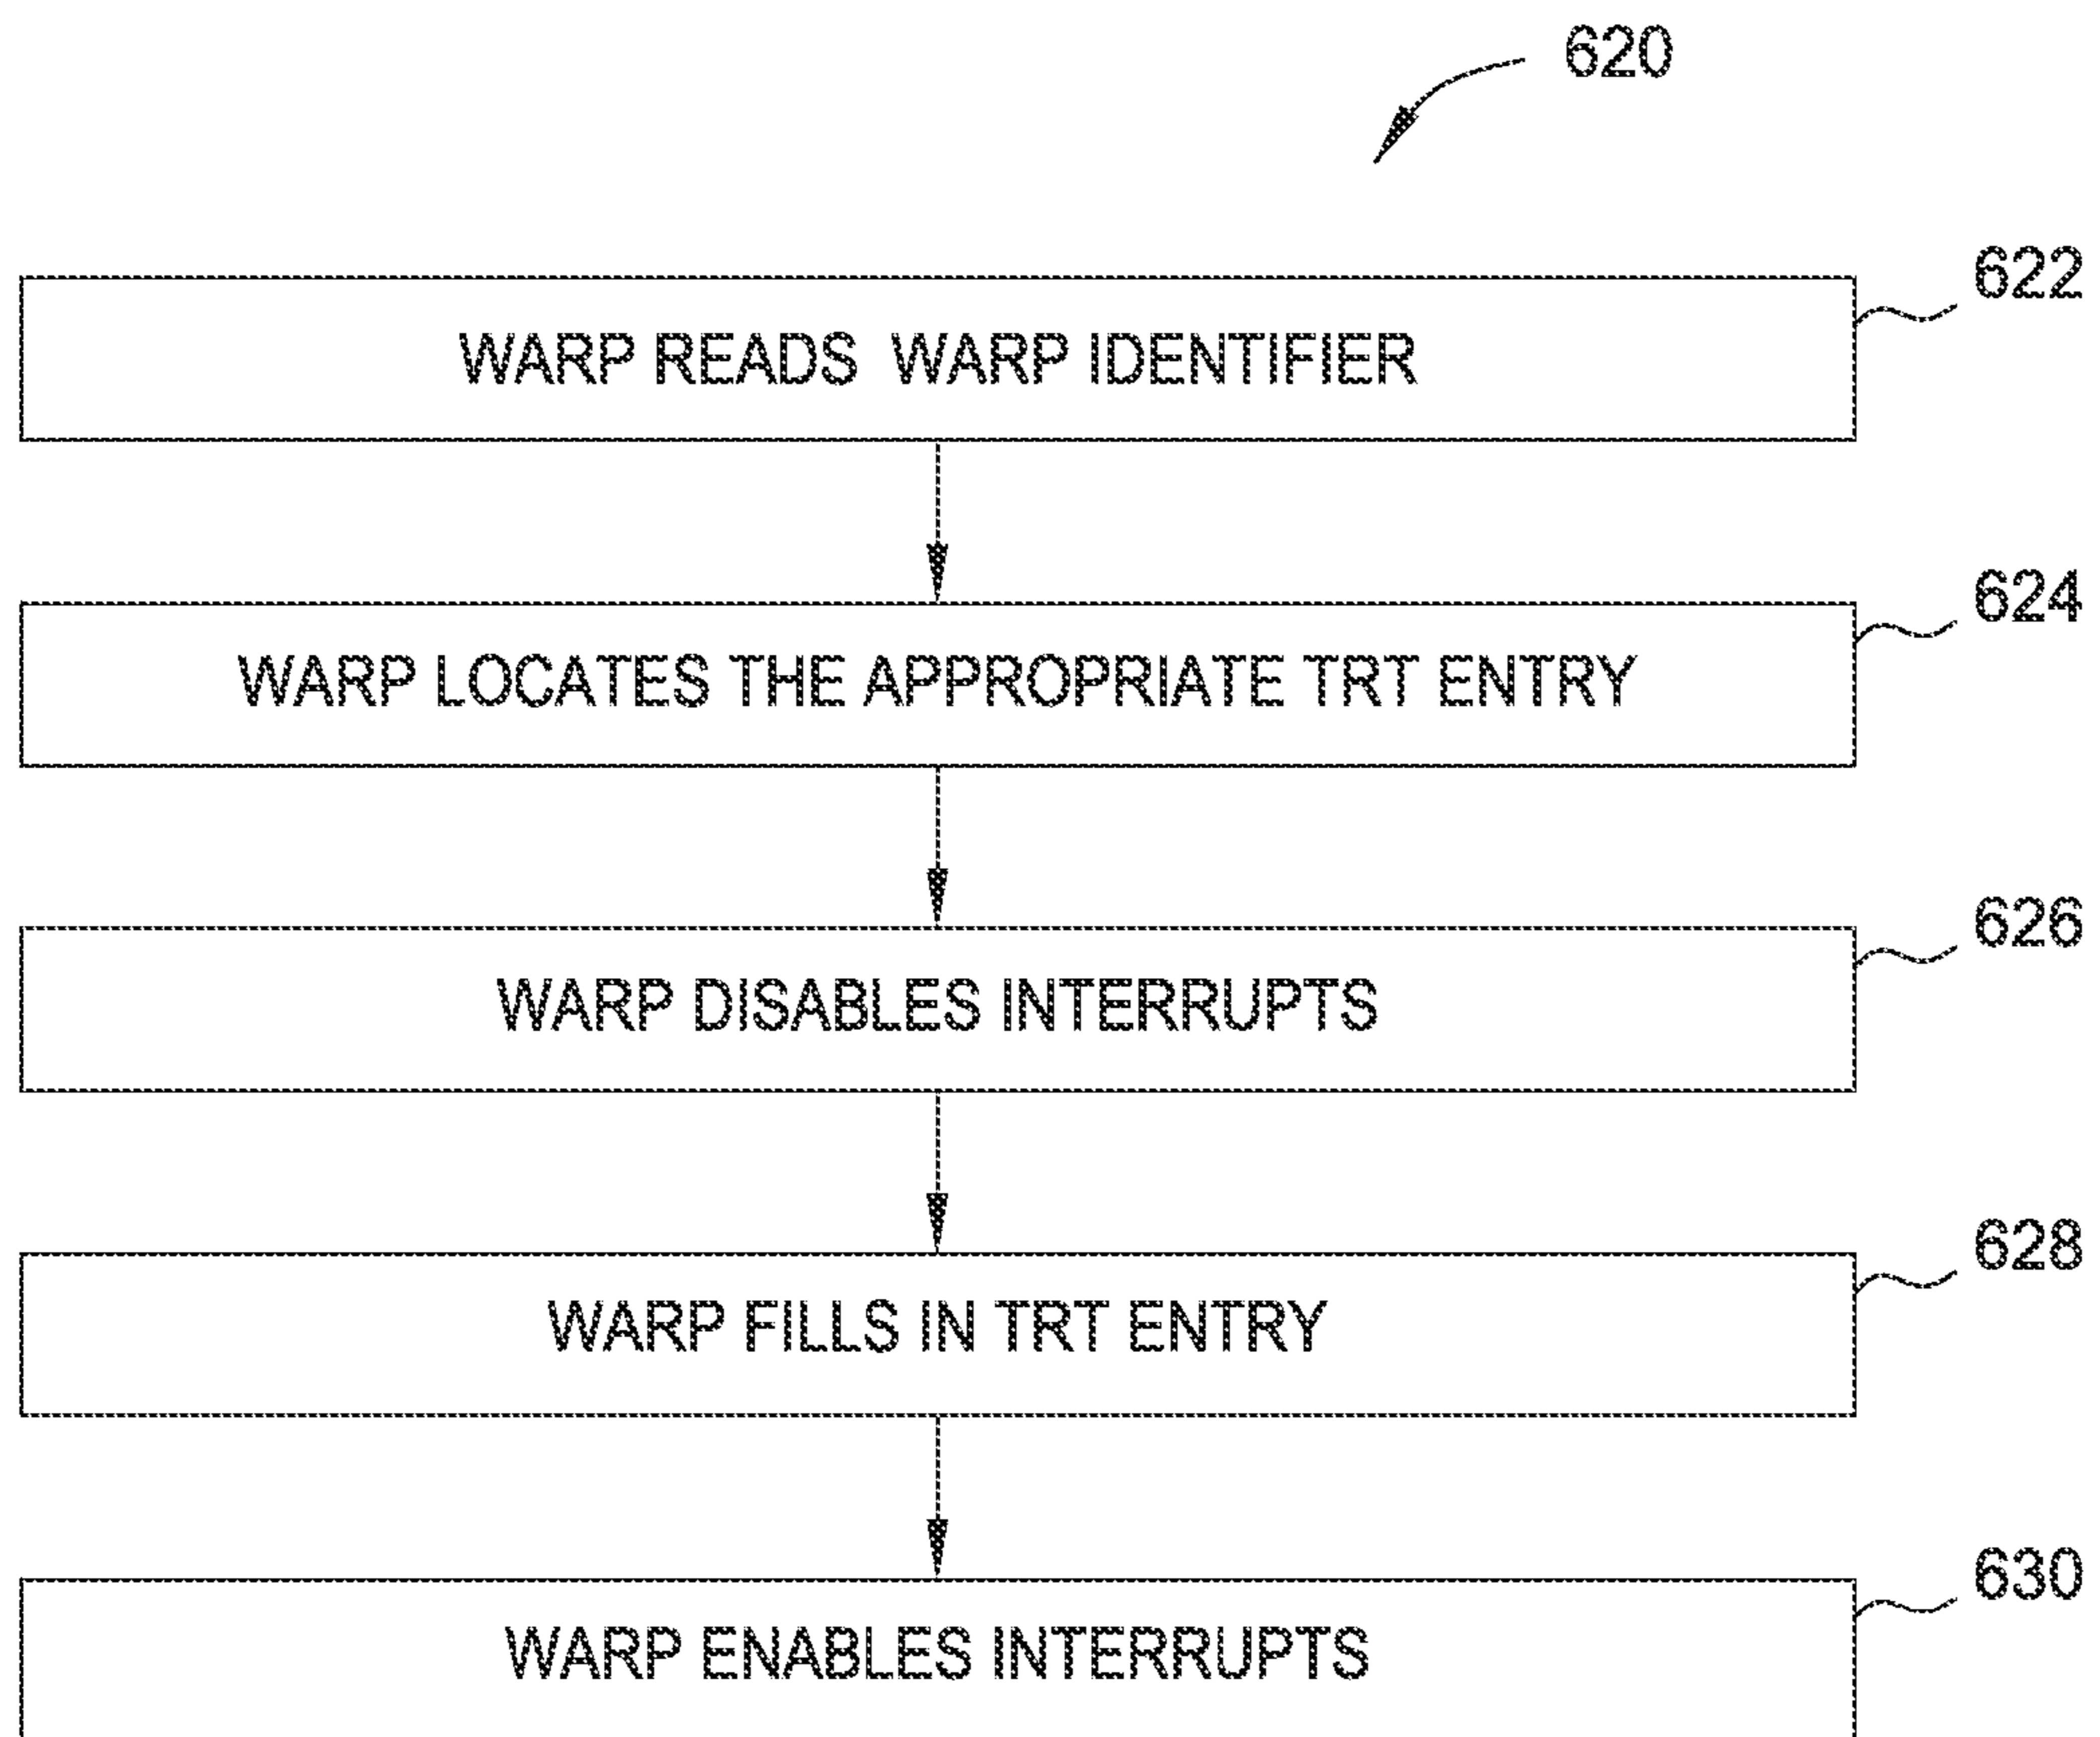 620
622
WARP READS WARP IDENTIFIER
624
WARP LOCATES THE APPROPRIATE TRT ENTRY
626
WARP DISABLES INTERRUPTS
628
WARP FILLS IN TRT ENTRY
630
WARP ENABLES INTERRUPTS